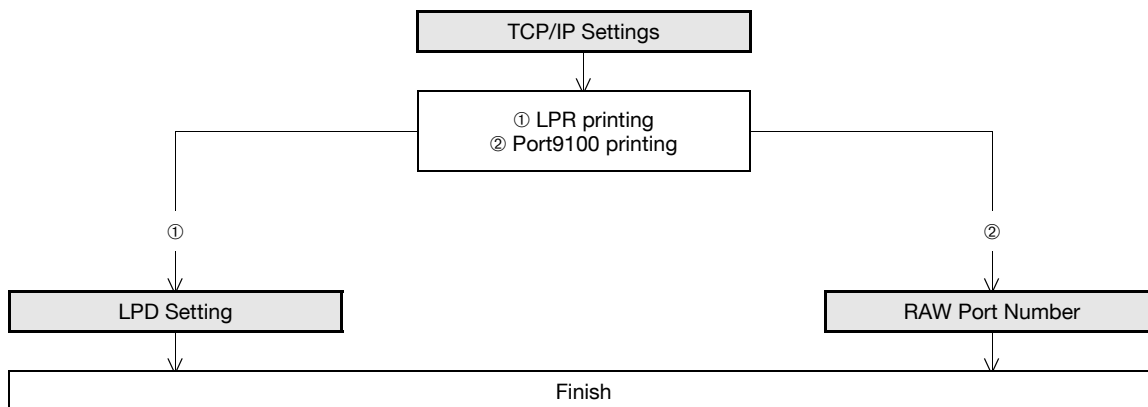 TCP/IP Settings
① LPR printing
② Port9100 printing
①
②
LPD Setting
RAW Port Number
Finish